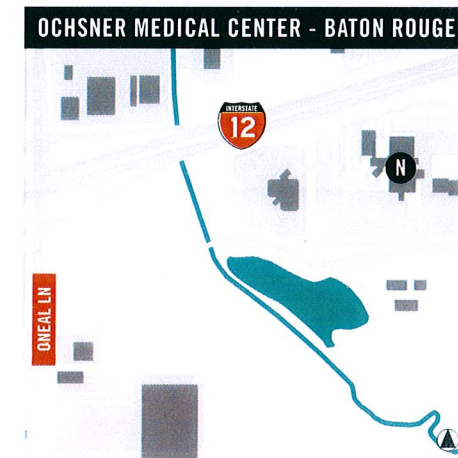 OCHSNER MEDICAL CENTER - BATON ROUGE
INTERSTATE
12
N
ONEAL LN